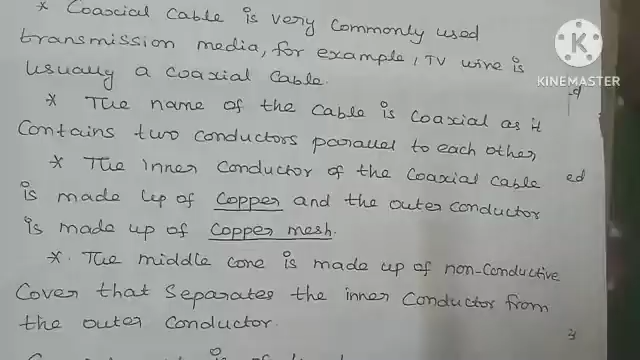 * Coaxial cable is very commonly used
transmission media, for example, TV wire is
usually a coaxial cable.
* The name of the cable is coaxial as it
contains two conductors parallel to each other,
* The inner conductor of the coaxial cable
is made up of copper and the outer conductor
is made up of copper mesh.
* The middle core is made up of non-conductive
cover that separates the inner conductor from
the outer conductor.
KINEMASTER
ed